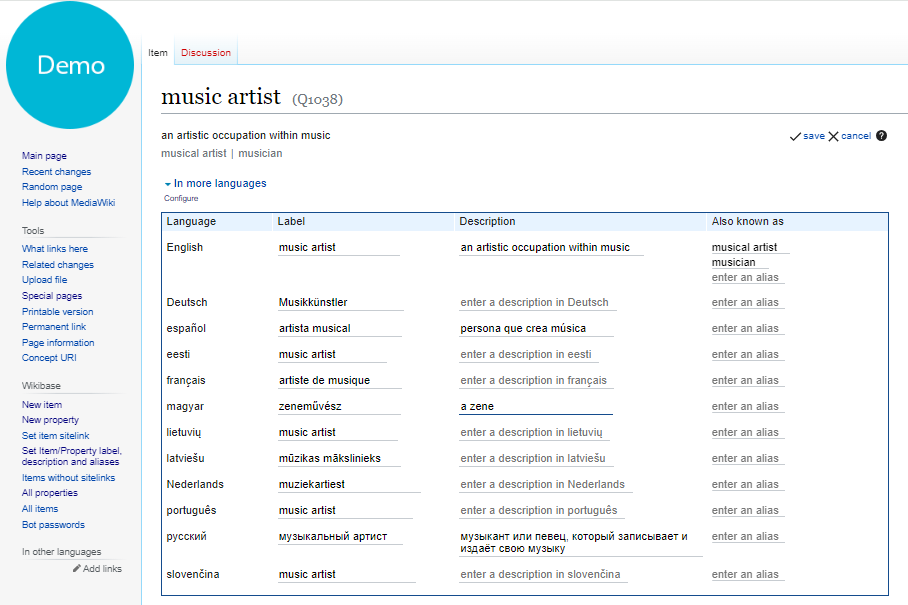 Demo
Item
Discussion
music artist (Q1038)
an artistic occupation within music
save cancel ?
musical artist | musician
Main page
Recent changes
Random page
Help about MediaWiki
Tools
What links here
Related changes
Upload file
Special pages
Printable version
Permanent link
Page information
Concept URI
Wikibase
New item
New property
Set item sitelink
Set Item/Property label,
description and aliases
Items without sitelinks
All properties
All items
Bot passwords
In other languages
Add links
In more languages
Configure
Language Label Description Also known as
English music artist an artistic occupation within music musical artist
musician
enter an alias
Deutsch Musikkünstler enter a description in Deutsch enter an alias
español artista musical persona que crea música enter an alias
eesti music artist enter a description in eesti enter an alias
français artiste de musique enter a description in français enter an alias
magyar zeneművész a zene enter an alias
lietuvių music artist enter a description in lietuvių enter an alias
latviešu mūzikas mākslinieks enter a description in latviešu enter an alias
Nederlands muziekartiest enter a description in Nederlands enter an alias
português music artist enter a description in português enter an alias
русский музыкальный артист музыкант или певец, который записывает и enter an alias
издаёт свою музыку
slovenčina music artist enter a description in slovenčina enter an alias